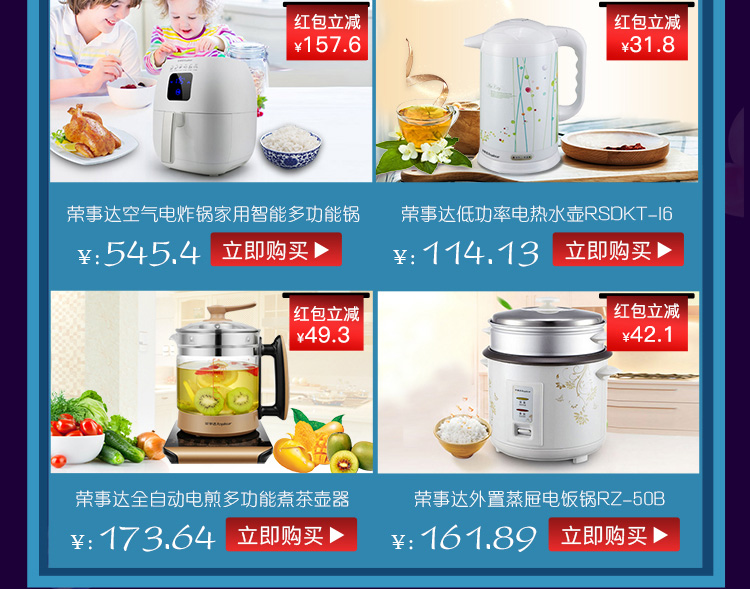 红包立减
¥157.6
红包立减
¥31.8
荣事达空气电炸锅家用智能多功能锅
¥:545.4 立即购买▶
荣事达低功率电热水壶RSDKT-I6
¥:114.13 立即购买▶
红包立减
¥49.3
红包立减
¥42.1
荣事达全自动电煎多功能煮茶壶器
¥:173.64 立即购买▶
荣事达外置蒸屉电饭锅RZ-50B
¥:161.89 立即购买▶